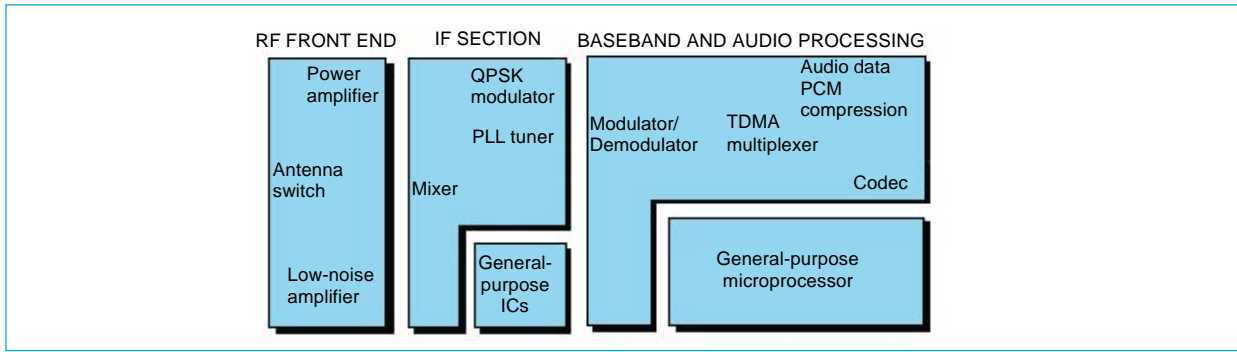 RF FRONT END
IF SECTION
BASEBAND AND AUDIO PROCESSING
Power
amplifier
Antenna
switch
Low-noise
amplifier
QPSK
modulator
PLL tuner
Mixer
General-
purpose
ICs
Audio data
PCM
compression
Modulator/
Demodulator
TDMA
multiplexer
Codec
General-purpose
microprocessor